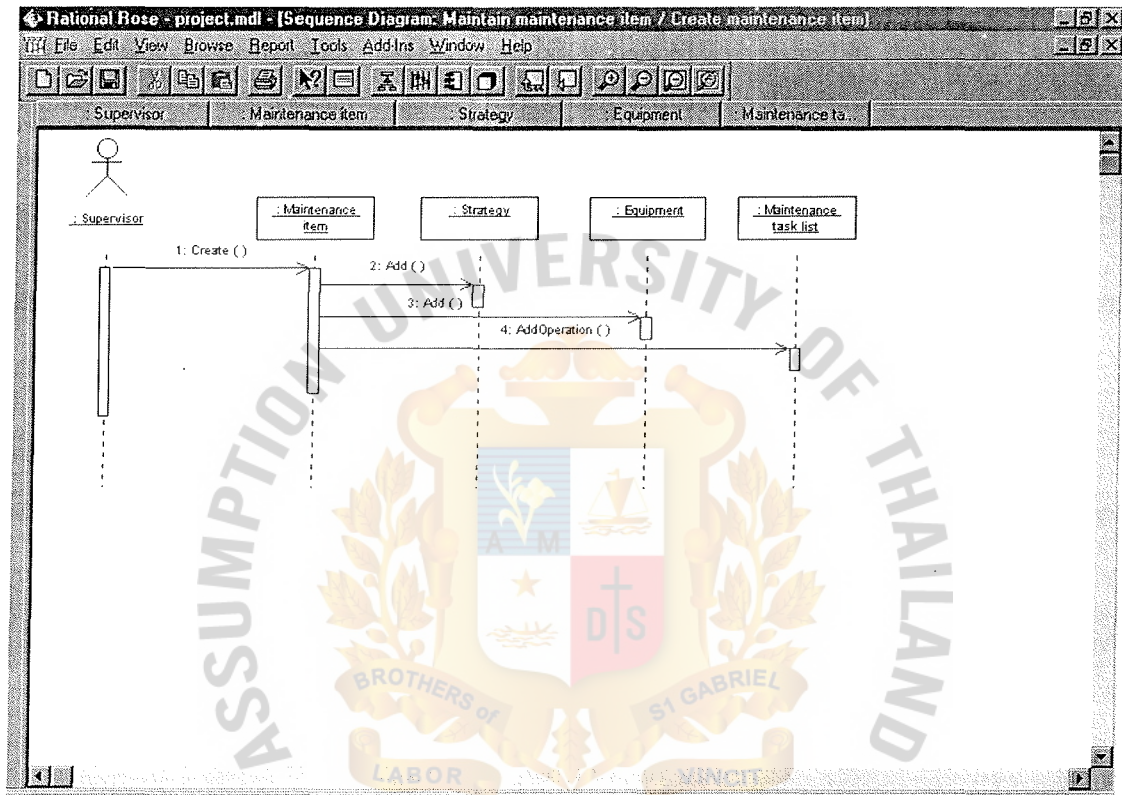 Rational Rose - project.mdl - [Sequence Diagram: Maintain maintenance item / Create maintenance item]
File Edit View Browse Report Tools Add-Ins Window Help
: Supervisor : Maintenance item : Strategy : Equipment : Maintenance ta...
: Supervisor
: Maintenance
item
: Strategy
: Equipment
: Maintenance
task list
1: Create ( )
2: Add ( )
3: Add ( )
4: AddOperation ( )
ASSUMPTION UNIVERSITY OF THAILAND
A M
D S
BROTHERS of
S1 GABRIEL
LABOR
VINCIT